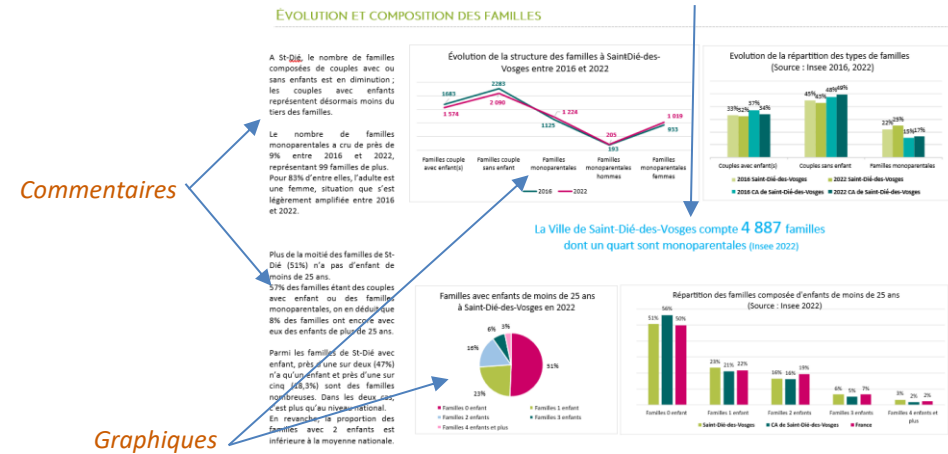 ÉVOLUTION ET COMPOSITION DES FAMILLES
A St-Dié, le nombre de familles
composées de couples avec ou
sans enfants est en diminution ;
les couples avec enfants
représentent désormais moins du
tiers des familles.
Le nombre de familles
monoparentales a cru de près de
9% entre 2016 et 2022,
représentant 99 familles de plus.
Pour 83% d'entre elles, l'adulte est
une femme, situation que s'est
légèrement amplifiée entre 2016
et 2022.
Commentaires
Plus de la moitié des familles de St-
Dié (51%) n'a pas d'enfant de
moins de 25 ans.
57% des familles étant des couples
avec enfant ou des familles
monoparentales, on en déduit que
8% des familles ont encore avec
eux des enfants de plus de 25 ans.
Parmi les familles de St-Dié avec
enfant, près d'une sur deux (47%)
n'a qu'un enfant et près d'une sur
cinq (18,3%) sont des familles
nombreuses. Dans les deux cas,
c'est plus qu'au niveau national.
En revanche, la proportion des
familles avec 2 enfants est
inférieure à la moyenne nationale.
Graphiques
Évolution de la structure des familles à SaintDié-des-
Vosges entre 2016 et 2022
1683
2283
1 574
2 090
1 224
1125
205
193
1 019
933
Familles couple avec enfant(s)
Familles couple sans enfant
Familles monoparentales
Familles monoparentales hommes
Familles monoparentales femmes
2016 2022
Evolution de la répartition des types de familles
(Source : Insee 2016, 2022)
33% 32% 37% 34%
45% 43% 48% 49%
22% 25% 15% 17%
Couples avec enfant(s) Couples sans enfant Familles monoparentales
2016 Saint-Dié-des-Vosges 2022 Saint-Dié-des-Vosges
2016 CA de Saint-Dié-des-Vosges 2022 CA de Saint-Dié-des-Vosges
La Ville de Saint-Dié-des-Vosges compte 4 887 familles
dont un quart sont monoparentales (Insee 2022)
Familles avec enfants de moins de 25 ans
à Saint-Dié-des-Vosges en 2022
6% 3%
16%
51%
23%
Familles 0 enfant Familles 1 enfant
Familles 2 enfants Familles 3 enfants
Familles 4 enfants et plus
Répartition des familles composée d'enfants de moins de 25 ans
(Source : Insee 2022)
51% 56% 50%
23% 21% 22%
16% 16% 19%
6% 5% 7%
3% 2% 2%
Familles 0 enfant Familles 1 enfant Familles 2 enfants Familles 3 enfants Familles 4 enfants et
plus
Saint-Dié-des-Vosges CA de Saint-Dié-des-Vosges France